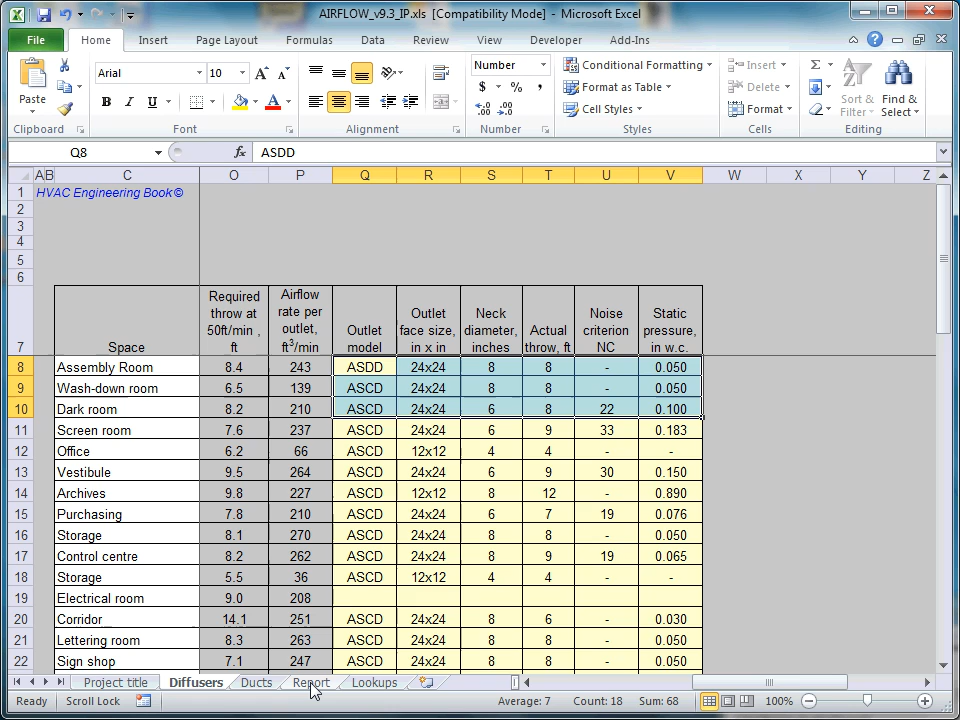 AIRFLOW_v9.3_IP.xls [Compatibility Mode] - Microsoft Excel
File Home Insert Page Layout Formulas Data Review View Developer Add-Ins
Paste
Arial 10
B I U
Number
$ % ,
Conditional Formatting
Format as Table
Cell Styles
Insert
Delete
Format
Σ
Sort & Filter
Find & Select
Clipboard Font Alignment Number Styles Cells Editing
Q8 fx ASDD
A B C O P Q R S T U V W X Y Z
1 HVAC Engineering Book©
2
3
4
5
6
7 Space Required throw at 50ft/min , ft Airflow rate per outlet, ft3/min Outlet model Outlet face size, in x in Neck diameter, inches Actual throw, ft Noise criterion NC Static pressure, in w.c.
8 Assembly Room 8.4 243 ASDD 24x24 8 8 - 0.050
9 Wash-down room 6.5 139 ASCD 24x24 8 8 - 0.050
10 Dark room 8.2 210 ASCD 24x24 6 8 22 0.100
11 Screen room 7.6 237 ASCD 24x24 6 9 33 0.183
12 Office 6.2 66 ASCD 12x12 4 4 - -
13 Vestibule 9.5 264 ASCD 24x24 6 9 30 0.150
14 Archives 9.8 227 ASCD 12x12 8 12 - 0.890
15 Purchasing 7.8 210 ASCD 24x24 6 7 19 0.076
16 Storage 8.1 270 ASCD 24x24 8 8 - 0.050
17 Control centre 8.2 262 ASCD 24x24 8 9 19 0.065
18 Storage 5.5 36 ASCD 12x12 4 4 - -
19 Electrical room 9.0 208
20 Corridor 14.1 251 ASCD 24x24 8 6 - 0.030
21 Lettering room 8.3 263 ASCD 24x24 8 8 - 0.050
22 Sign shop 7.1 247 ASCD 24x24 8 8 - 0.050
Project title Diffusers Ducts Report Lookups
Ready Scroll Lock Average: 7 Count: 18 Sum: 68 100%